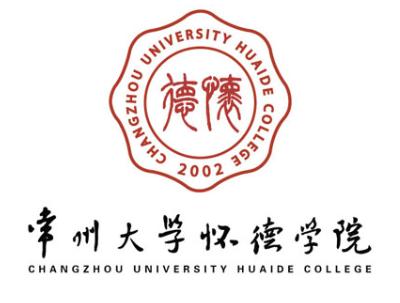 CHANGZHOU UNIVERSITY HUAIDE COLLEGE
德懷
2002
常州大学怀德学院
CHANGZHOU UNIVERSITY HUAIDE COLLEGE